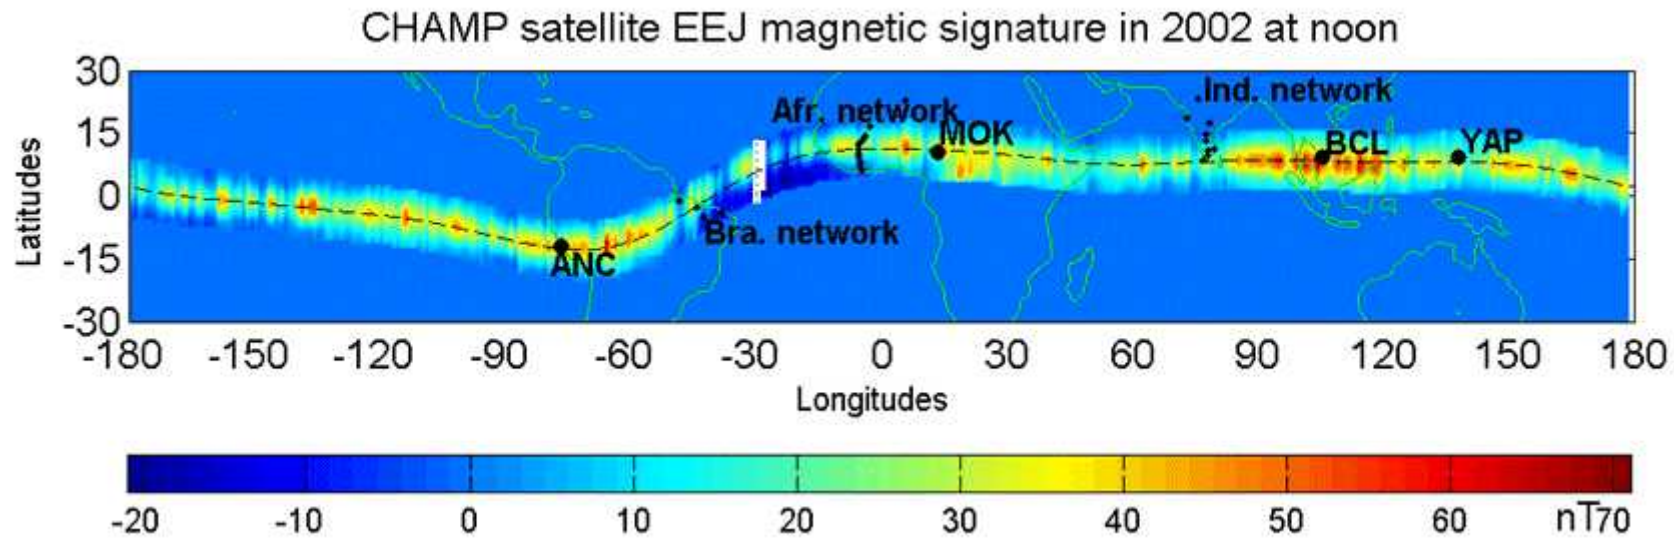 CHAMP satellite EEJ magnetic signature in 2002 at noon
30
15
0
-15
-30
Latitudes
.Ind. network
Afr. network
MOK
BCL
YAP
Bra. network
ANC
-180 -150 -120 -90 -60 -30 0 30 60 90 120 150 180
Longitudes
-20 -10 0 10 20 30 40 50 60 nT 70